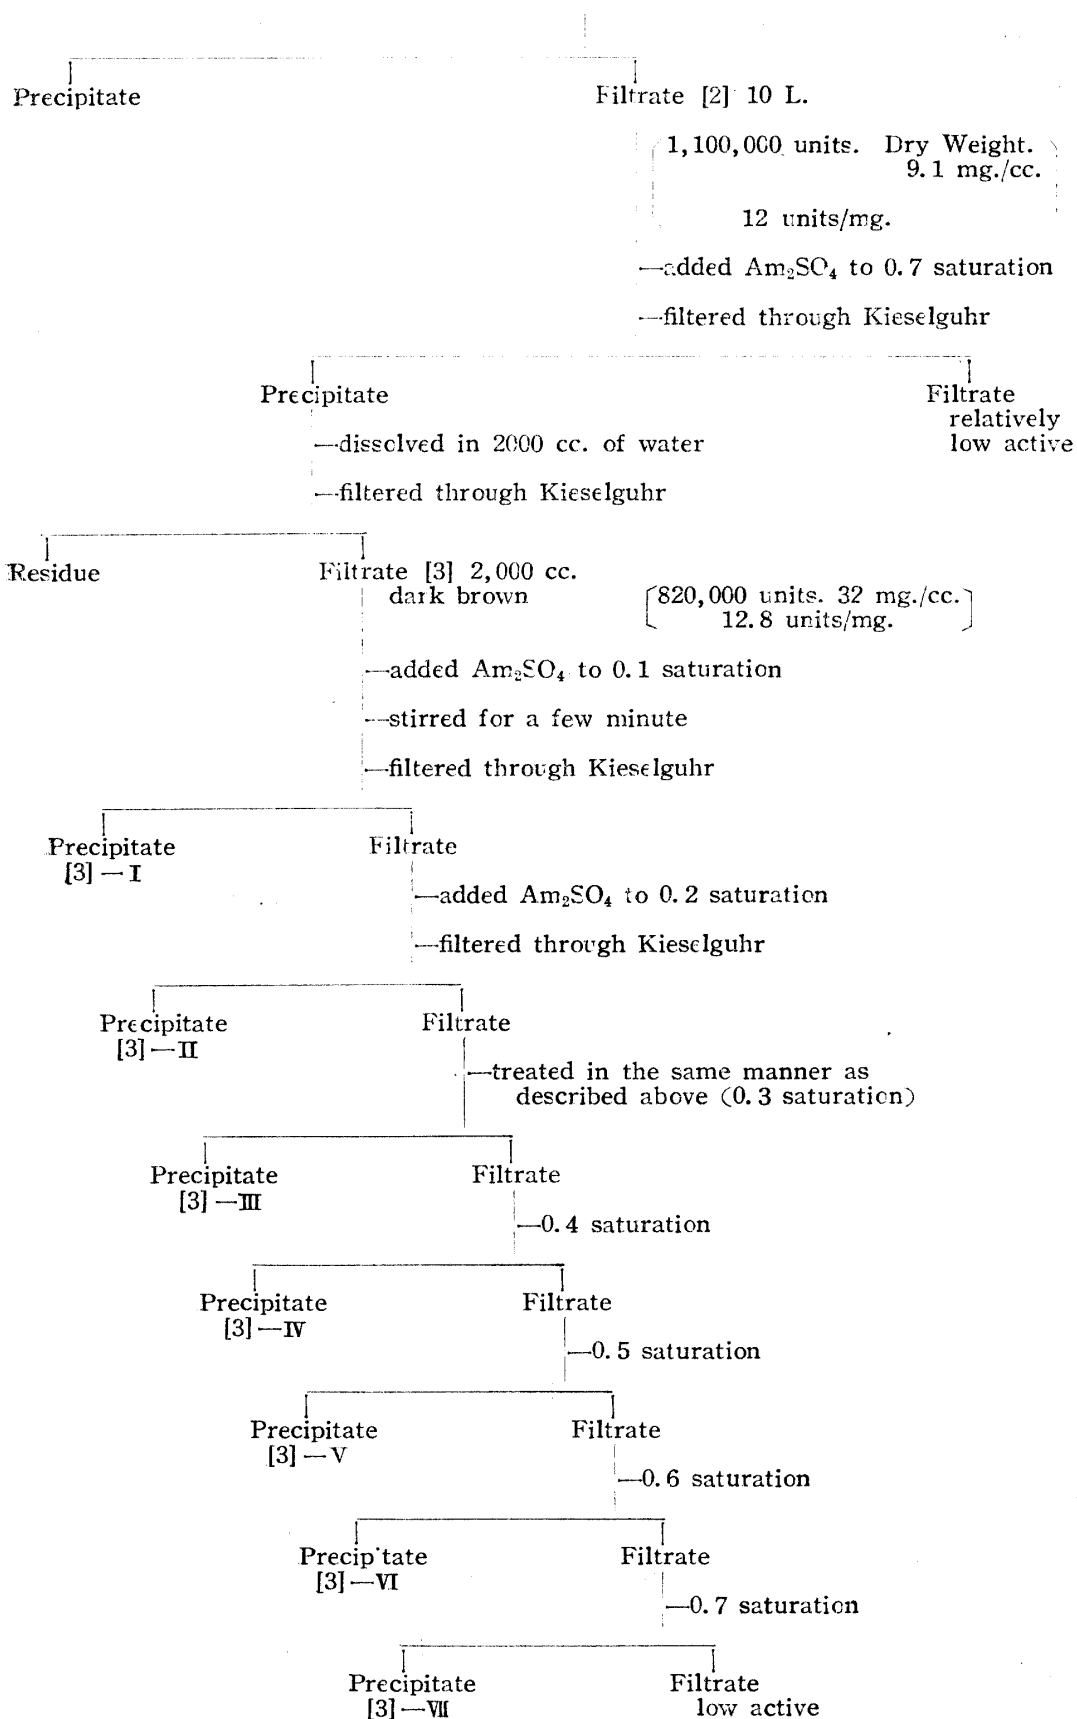 Precipitate
Filtrate [2] 10 L.
1,100,000 units. Dry Weight.
9.1 mg./cc.
12 units/mg.
—added Am₂SO₄ to 0.7 saturation
—filtered through Kieselguhr
Precipitate
Filtrate
relatively
low active
—dissolved in 2000 cc. of water
—filtered through Kieselguhr
Residue
Filtrate [3] 2,000 cc.
dark brown
[820,000 units. 32 mg./cc.]
12.8 units/mg.
—added Am₂SO₄ to 0.1 saturation
—stirred for a few minute
—filtered through Kieselguhr
Precipitate
[3]—I
Filtrate
—added Am₂SO₄ to 0.2 saturation
—filtered through Kieselguhr
Precipitate
[3]—II
Filtrate
—treated in the same manner as
described above (0.3 saturation)
Precipitate
[3]—III
Filtrate
—0.4 saturation
Precipitate
[3]—IV
Filtrate
—0.5 saturation
Precipitate
[3]—V
Filtrate
—0.6 saturation
Precipitate
[3]—VI
Filtrate
—0.7 saturation
Precipitate
[3]—VII
Filtrate
low active